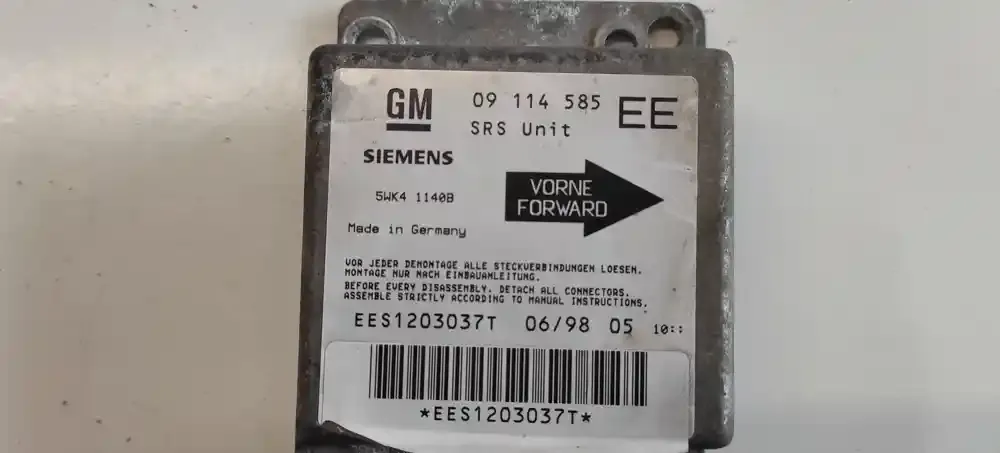 GM 09 114 585 EE
SRS Unit
SIEMENS
5WK4 1140B
VORNE
FORWARD
Made in Germany
VOR JEDER DEMONTAGE ALLE STECKVERBINDUNGEN LOESEN.
MONTAGE NUR NACH EINBAUANLEITUNG.
BEFORE EVERY DISASSEMBLY. DETACH ALL CONNECTORS.
ASSEMBLE STRICTLY ACCORDING TO MANUAL INSTRUCTIONS.
EES1203037T 06/98 05 10::
*EES1203037T*